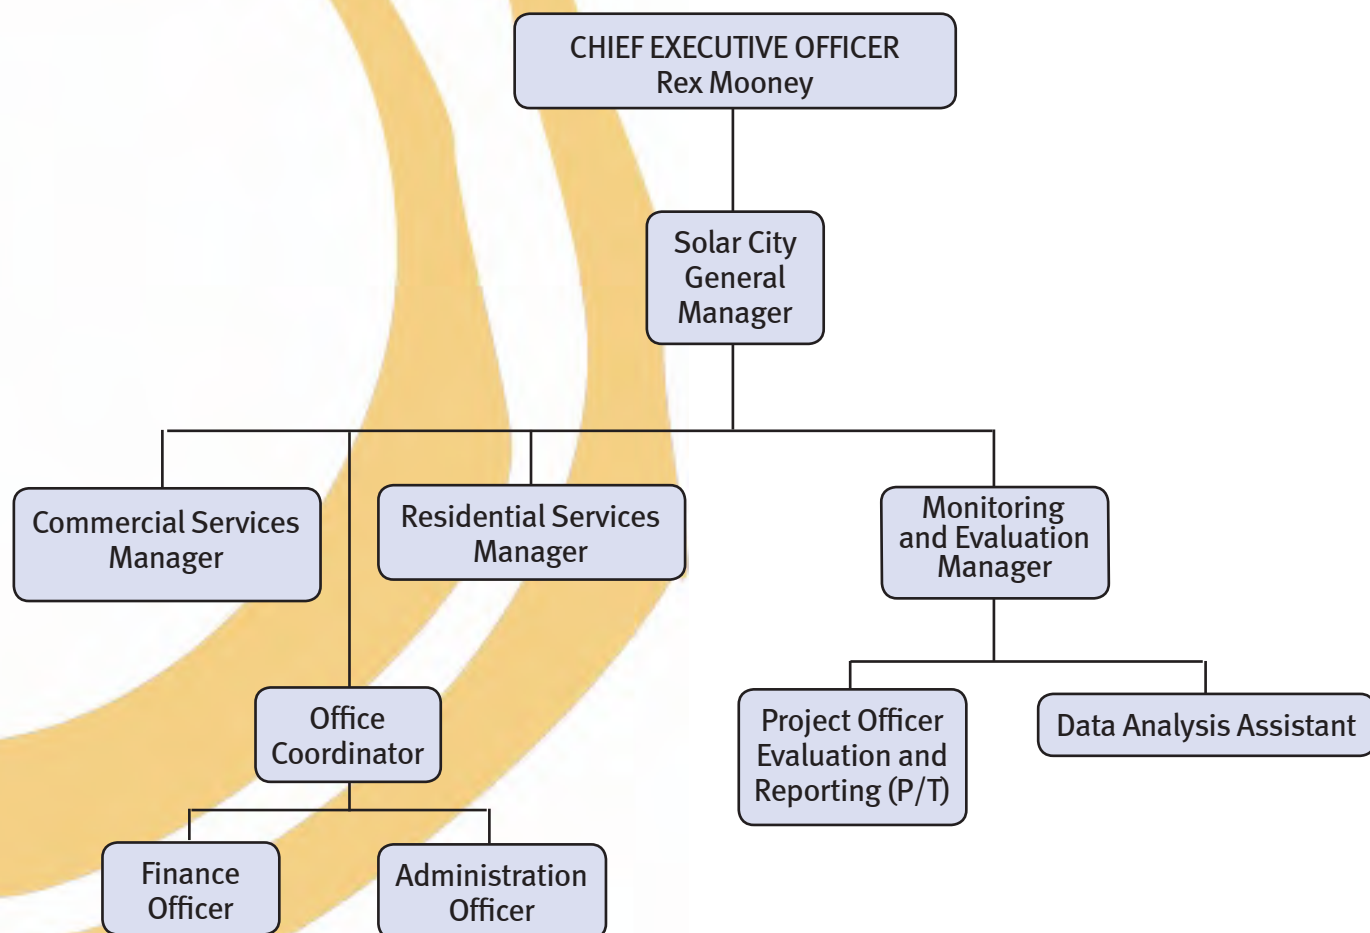 CHIEF EXECUTIVE OFFICER
Rex Mooney
Solar City
General
Manager
Commercial Services
Manager
Residential Services
Manager
Monitoring
and Evaluation
Manager
Office
Coordinator
Project Officer
Evaluation and
Reporting (P/T)
Data Analysis Assistant
Finance
Officer
Administration
Officer